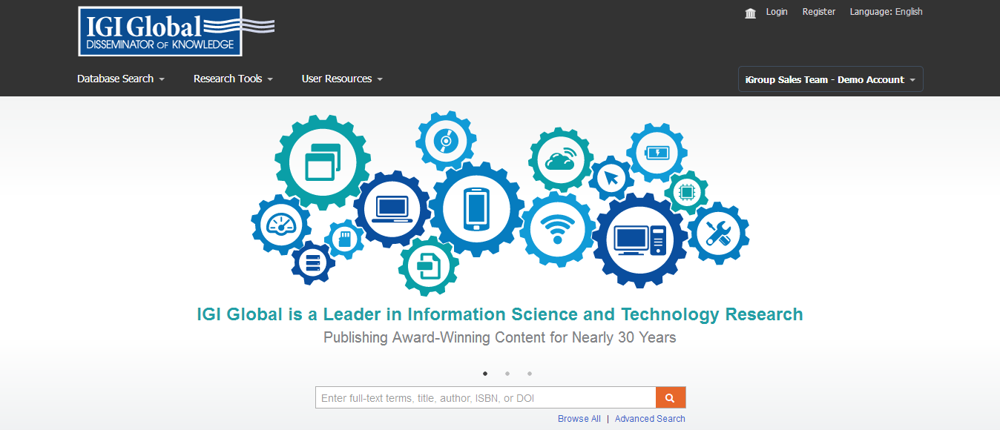 IGI Global
DISSEMINATOR OF KNOWLEDGE
Login Register Language: English
Database Search Research Tools User Resources iGroup Sales Team - Demo Account
IGI Global is a Leader in Information Science and Technology Research
Publishing Award-Winning Content for Nearly 30 Years
Enter full-text terms, title, author, ISBN, or DOI
Browse All | Advanced Search